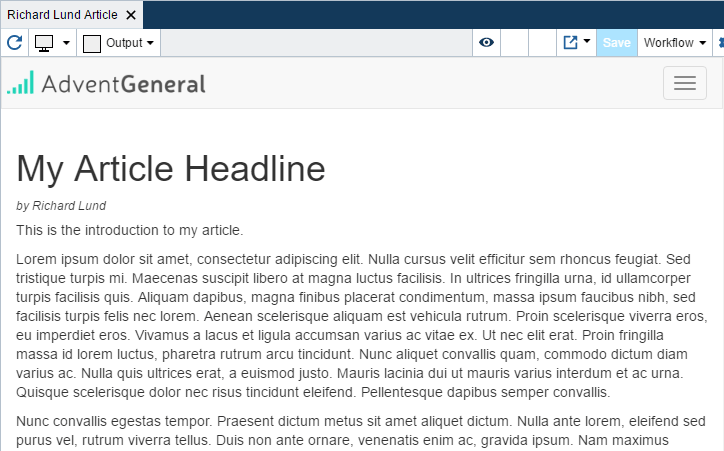 Richard Lund Article
Output
Save
Workflow
AdventGeneral
My Article Headline
by Richard Lund
This is the introduction to my article.
Lorem ipsum dolor sit amet, consectetur adipiscing elit. Nulla cursus velit efficitur sem rhoncus feugiat. Sed
tristique turpis mi. Maecenas suscipit libero at magna luctus facilisis. In ultrices fringilla urna, id ullamcorper
turpis facilisis quis. Aliquam dapibus, magna finibus placerat condimentum, massa ipsum faucibus nibh, sed
facilisis turpis felis nec lorem. Aenean scelerisque aliquam est vehicula rutrum. Proin scelerisque viverra eros,
eu imperdiet eros. Vivamus a lacus et ligula accumsan varius ac vitae ex. Ut nec elit erat. Proin fringilla
massa id lorem luctus, pharetra rutrum arcu tincidunt. Nunc aliquet convallis quam, commodo dictum diam
varius ac. Nulla quis ultrices erat, a euismod justo. Mauris lacinia dui ut mauris varius interdum et ac urna.
Quisque scelerisque dolor nec risus tincidunt eleifend. Pellentesque dapibus semper convallis.
Nunc convallis egestas tempor. Praesent dictum metus sit amet aliquet dictum. Nulla ante lorem, eleifend sed
purus vel, rutrum viverra tellus. Duis non ante ornare, venenatis enim ac, gravida ipsum. Nam maximus